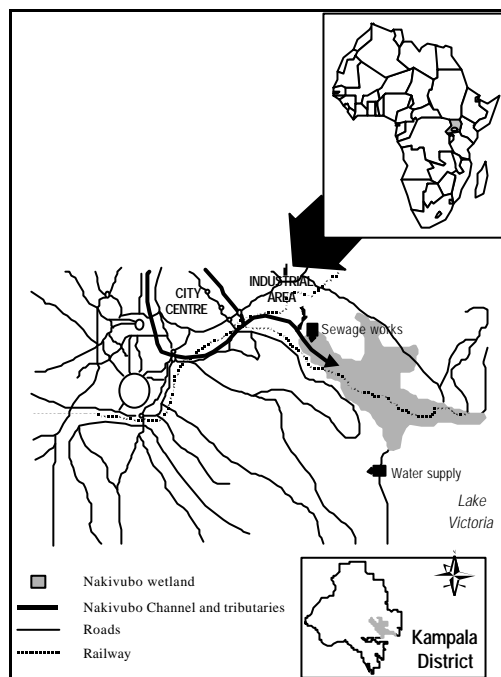 INDUSTRIAL
AREA
CITY
CENTRE
Sewage works
Water supply
Lake
Victoria
Nakivubo wetland
Nakivubo Channel and tributaries
Roads
Railway
Kampala
District